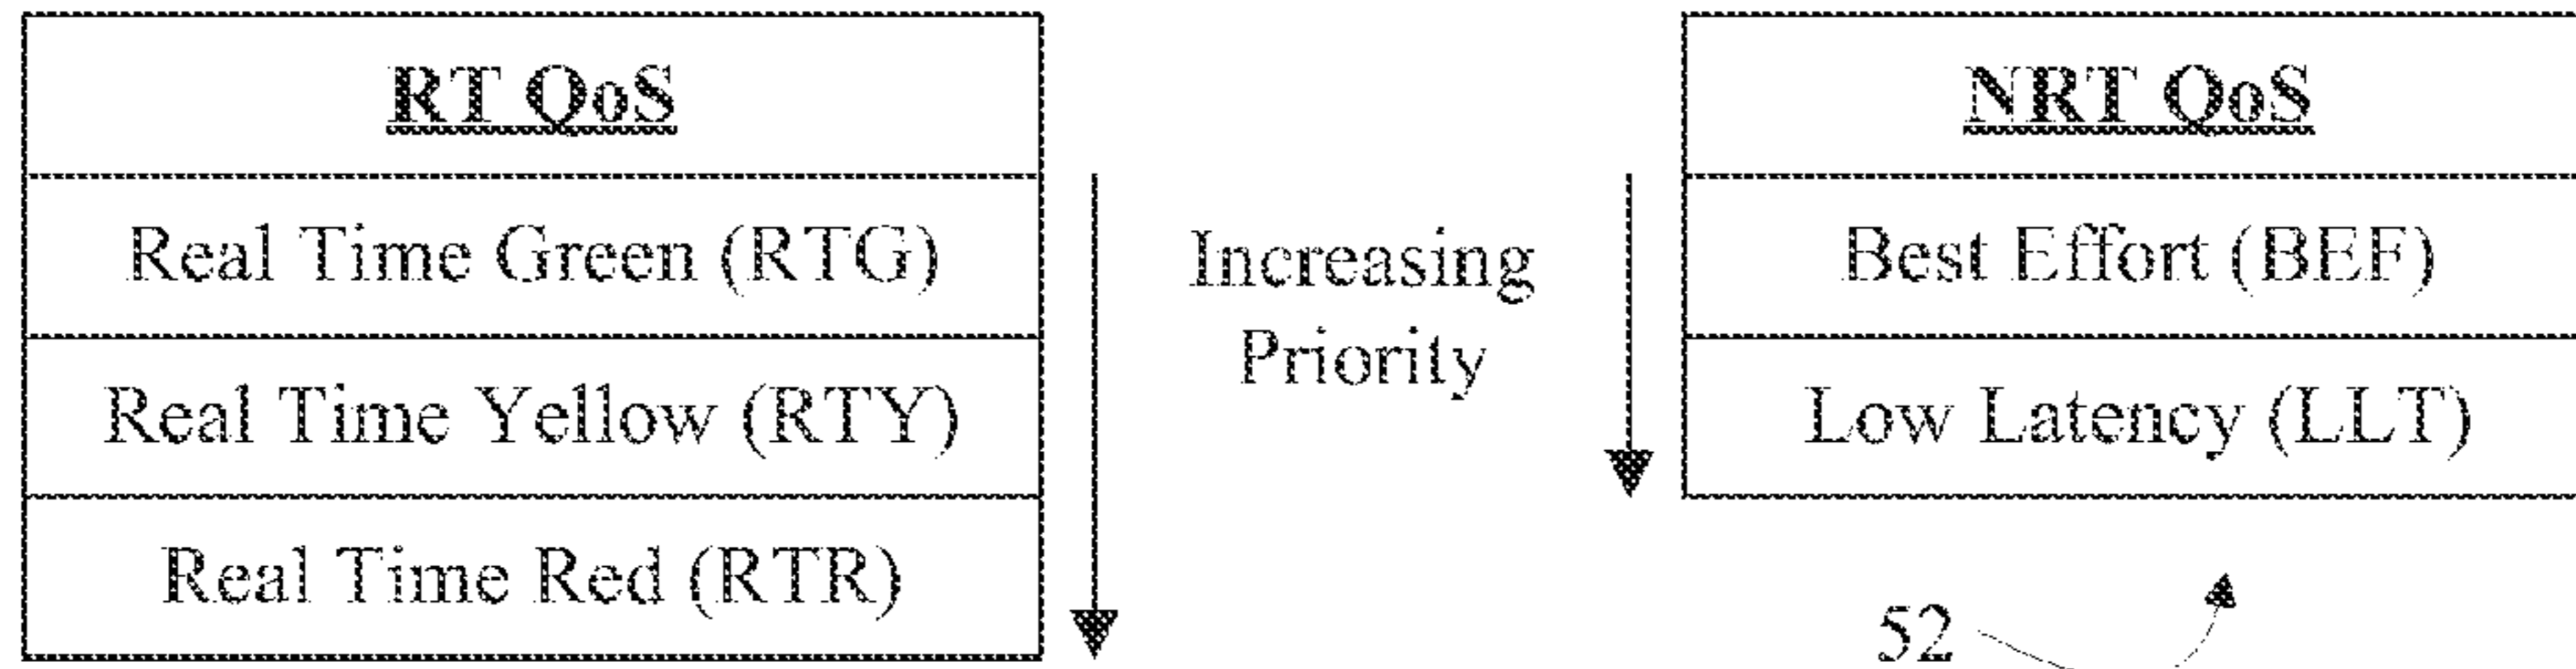 RT QoS
Real Time Green (RTG)
Real Time Yellow (RTY)
Real Time Red (RTR)
Increasing
Priority
NRT QoS
Best Effort (BEF)
Low Latency (LLT)
52